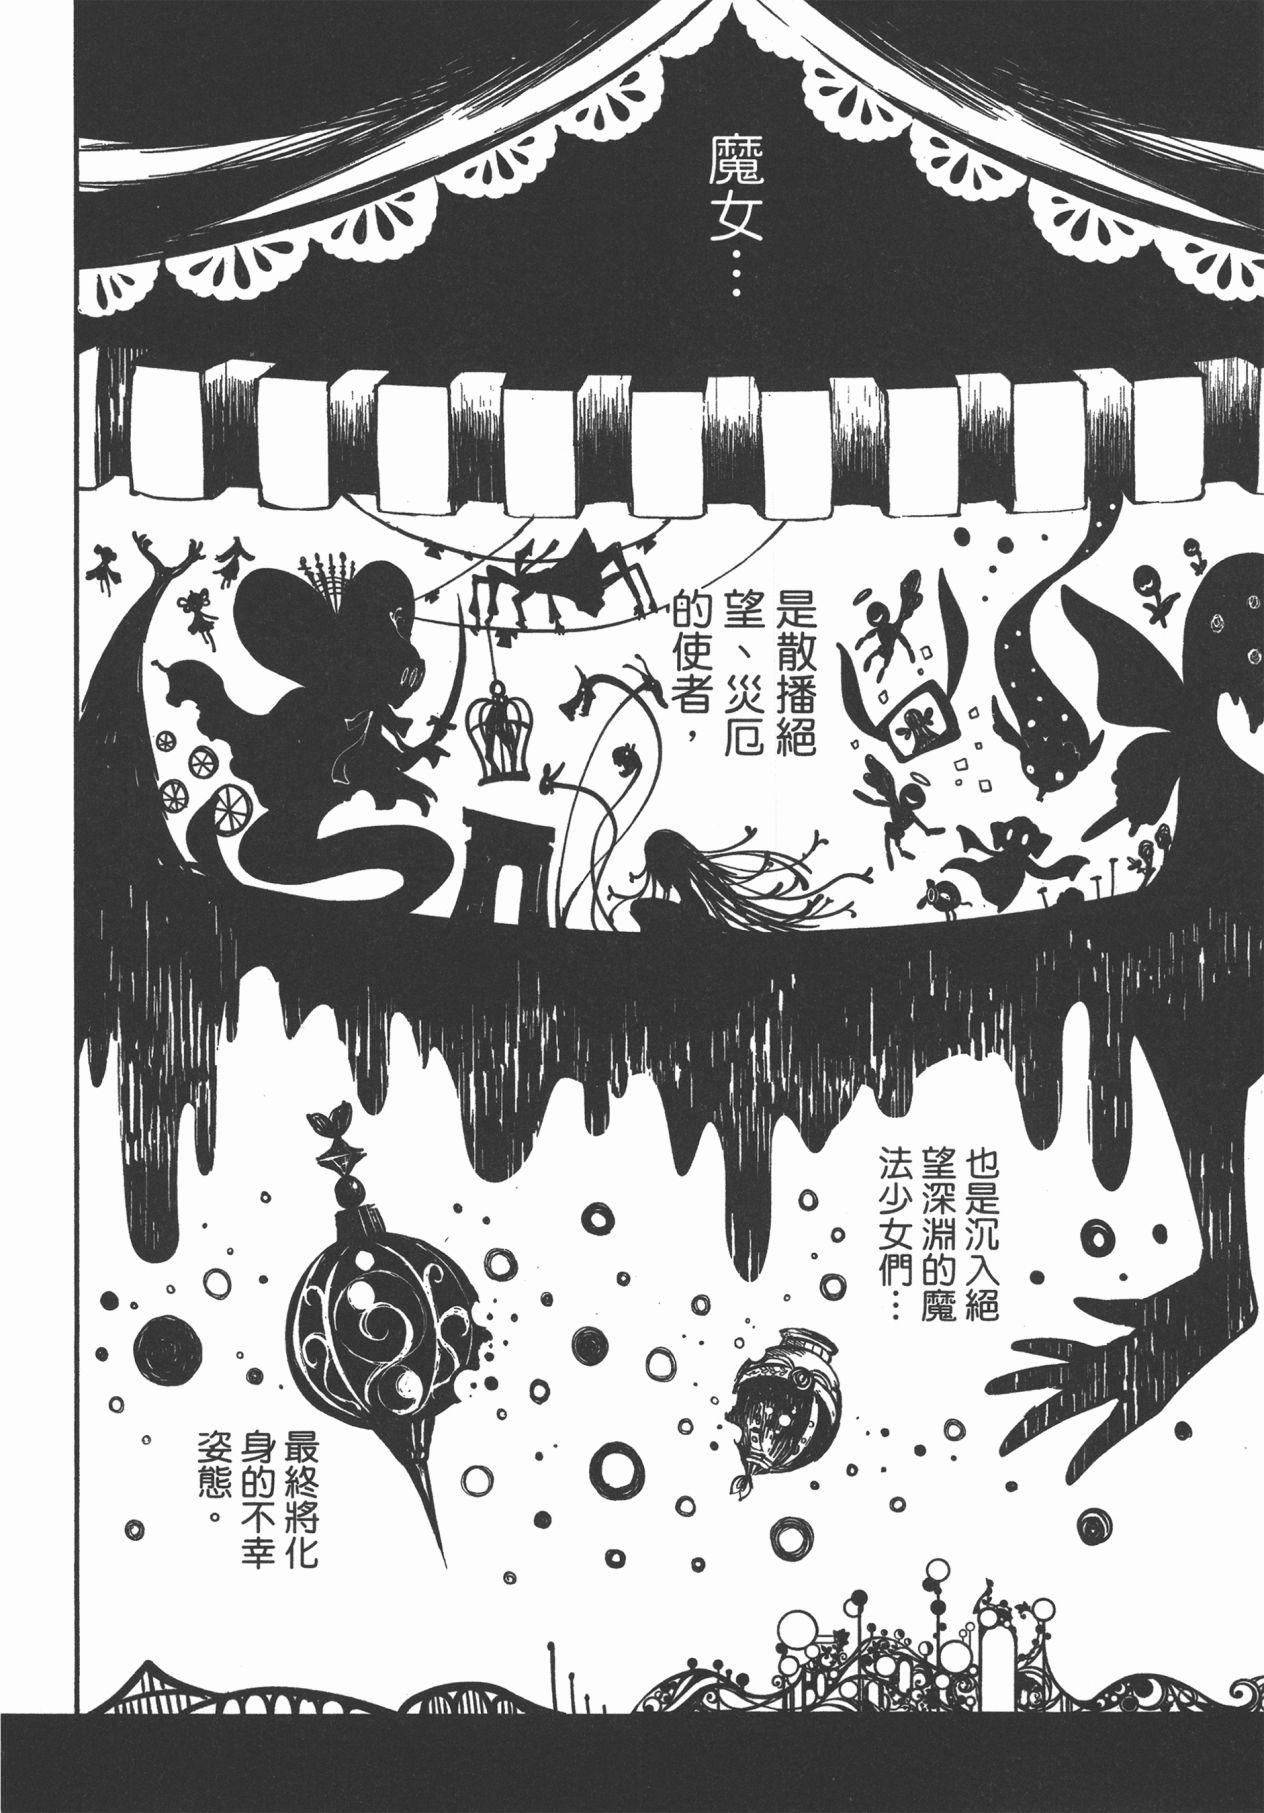 魔女…
是散播絕
望、災厄
的使者，
也是沉入絕
望深淵的魔
法少女們…
最終將化
身的不幸
姿態。